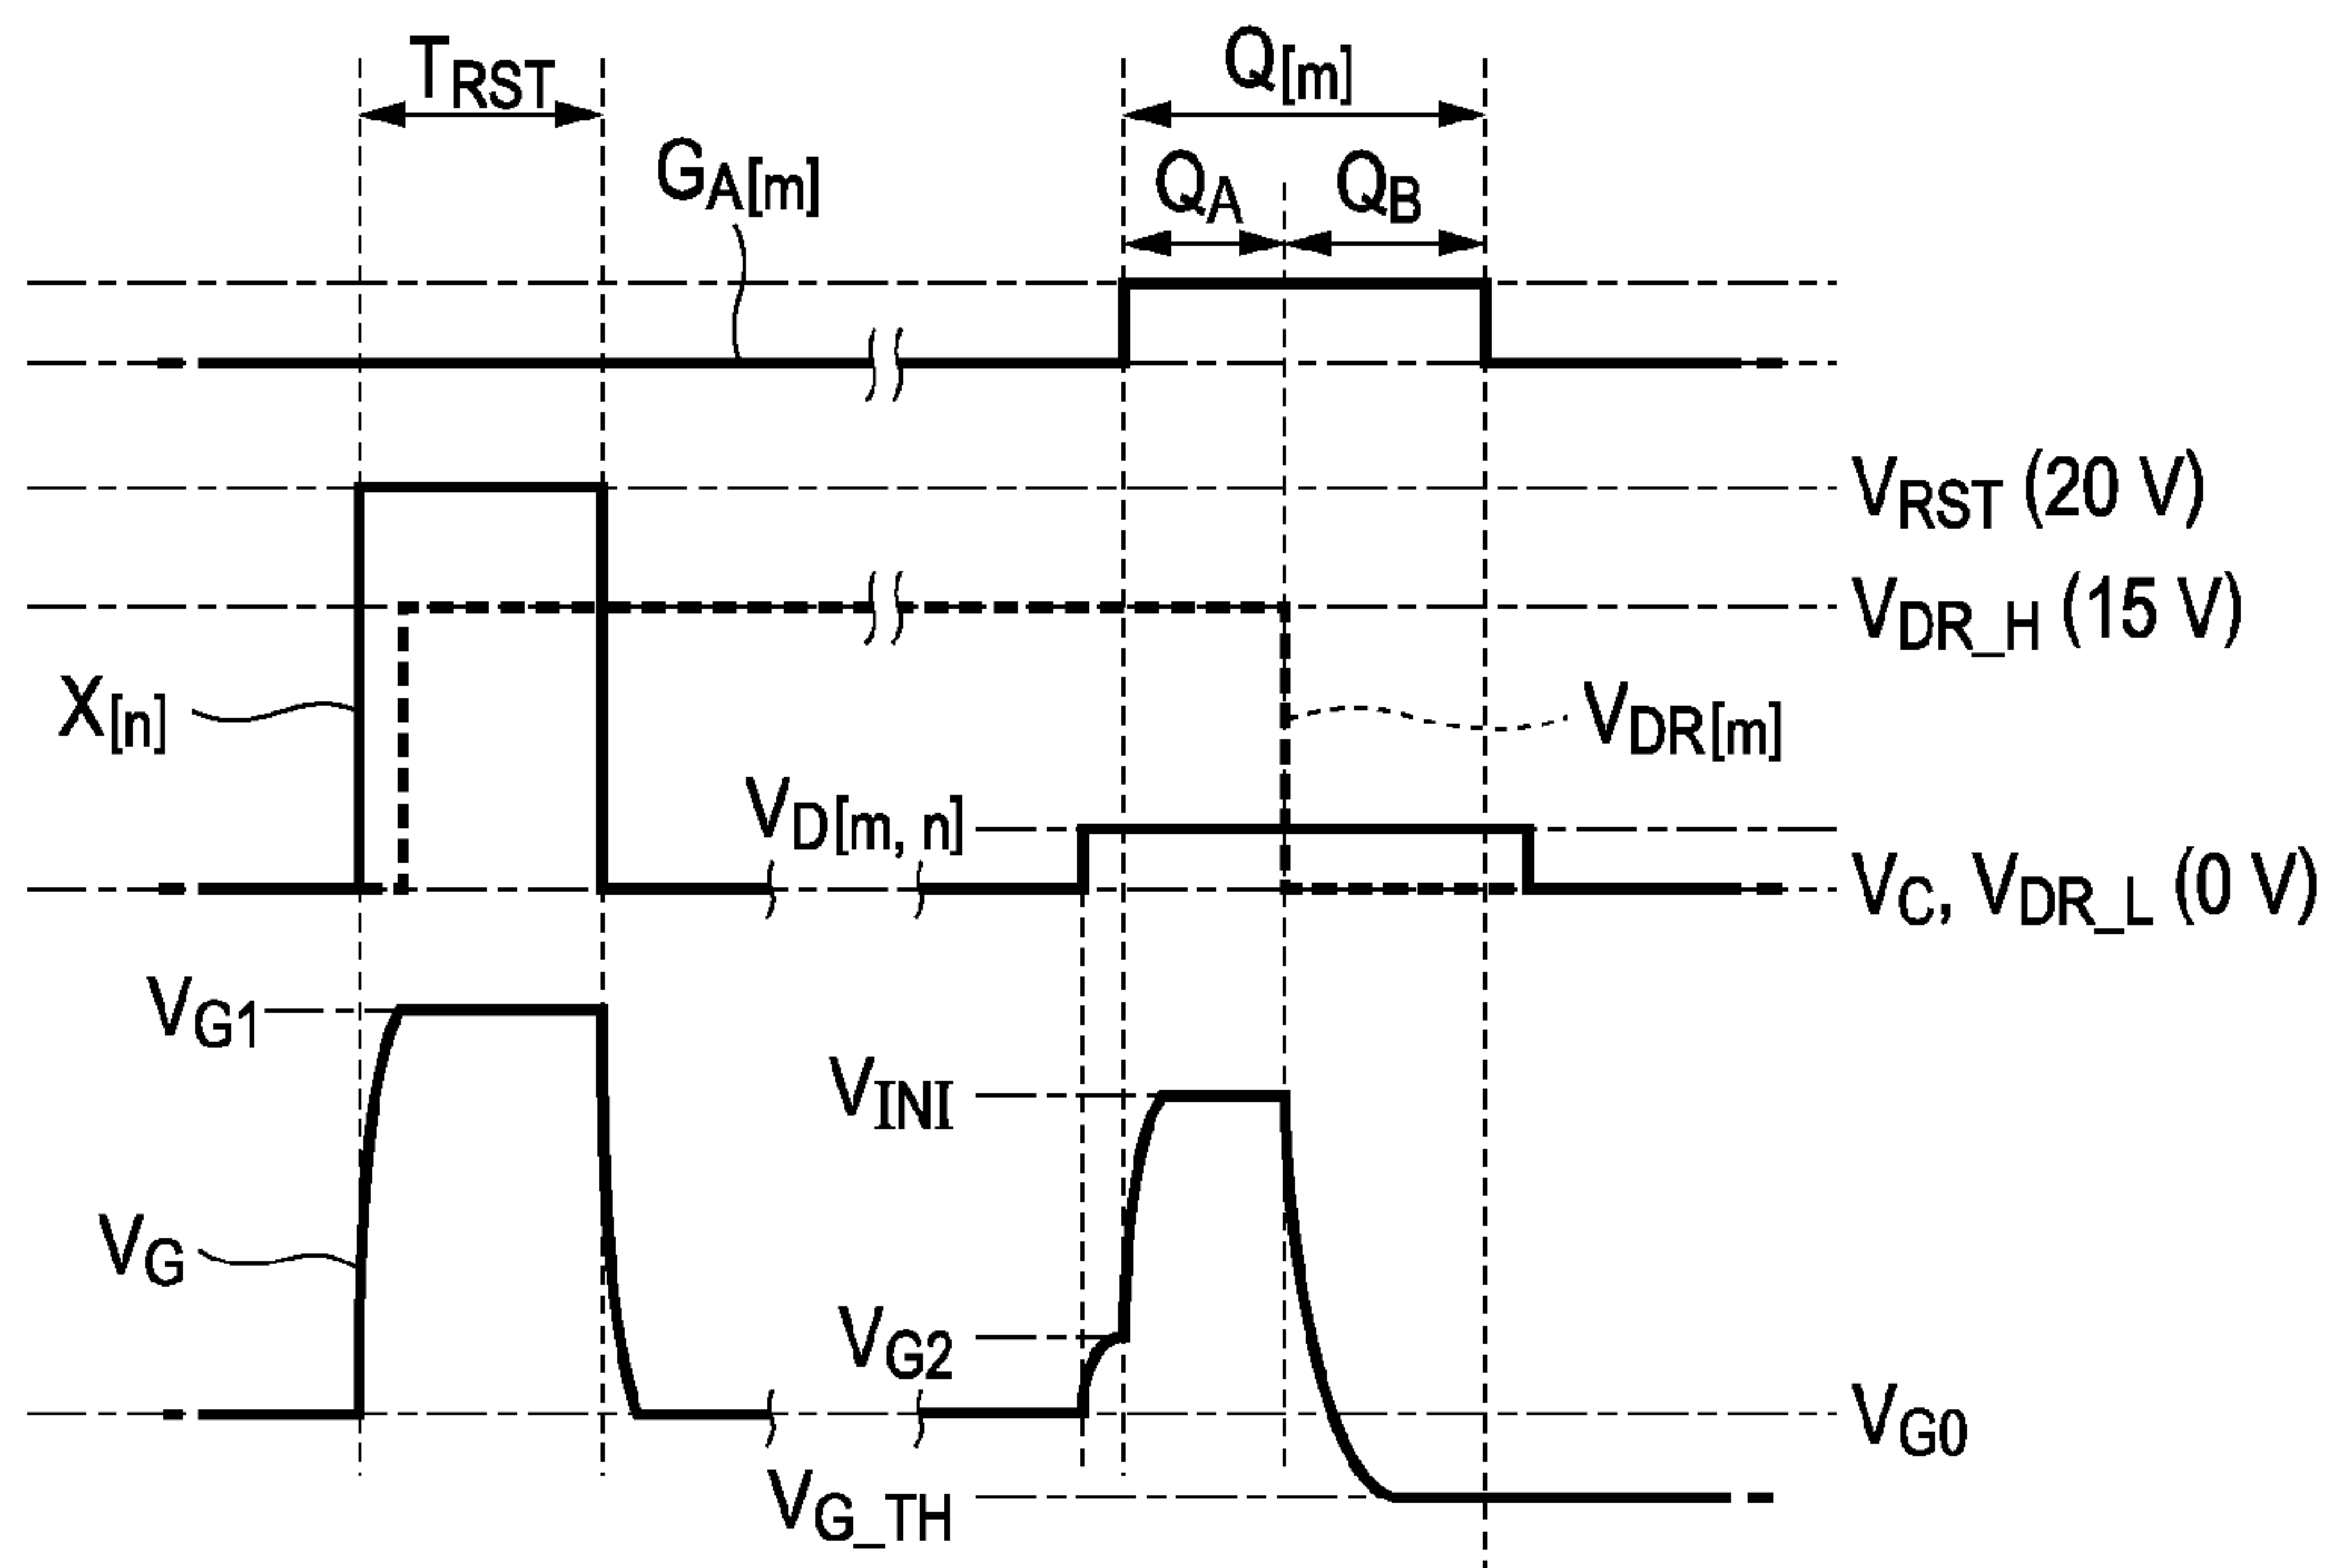 TRST
Q[m]
GA[m]
QA
QB
VRST (20 V)
VDR_H (15 V)
X[n]
VDR[m]
VD[m, n]
VC, VDR_L (0 V)
VG1
VINI
VG
VG2
VG0
VG_TH